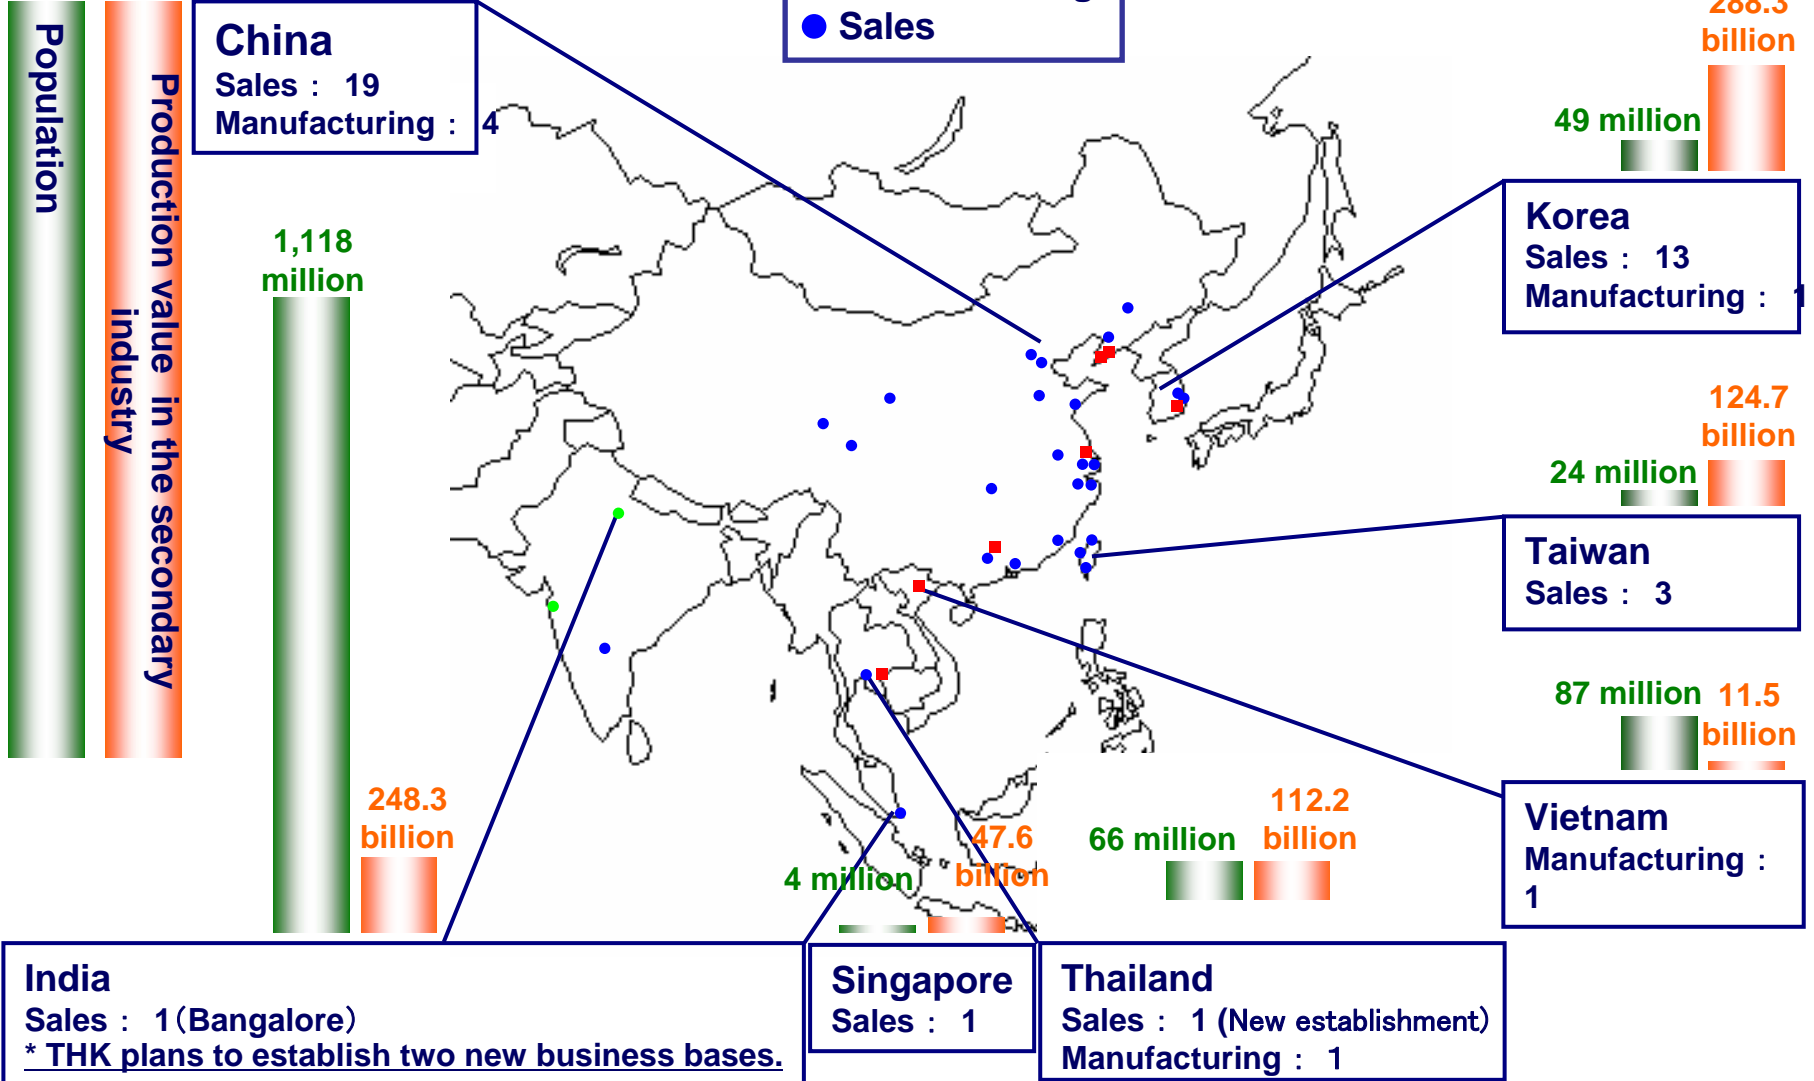 Sales
288.3
billion
Population
Production value in the secondary
industry
China
Sales： 19
Manufacturing： 4
49 million
Korea
Sales： 13
Manufacturing： 1
1,118
million
124.7
billion
24 million
Taiwan
Sales： 3
87 million
11.5
billion
Vietnam
Manufacturing：
1
248.3
billion
4 million
47.6
billion
66 million
112.2
billion
India
Sales： 1（Bangalore）
* THK plans to establish two new business bases.
Singapore
Sales： 1
Thailand
Sales： 1 (New establishment）
Manufacturing： 1